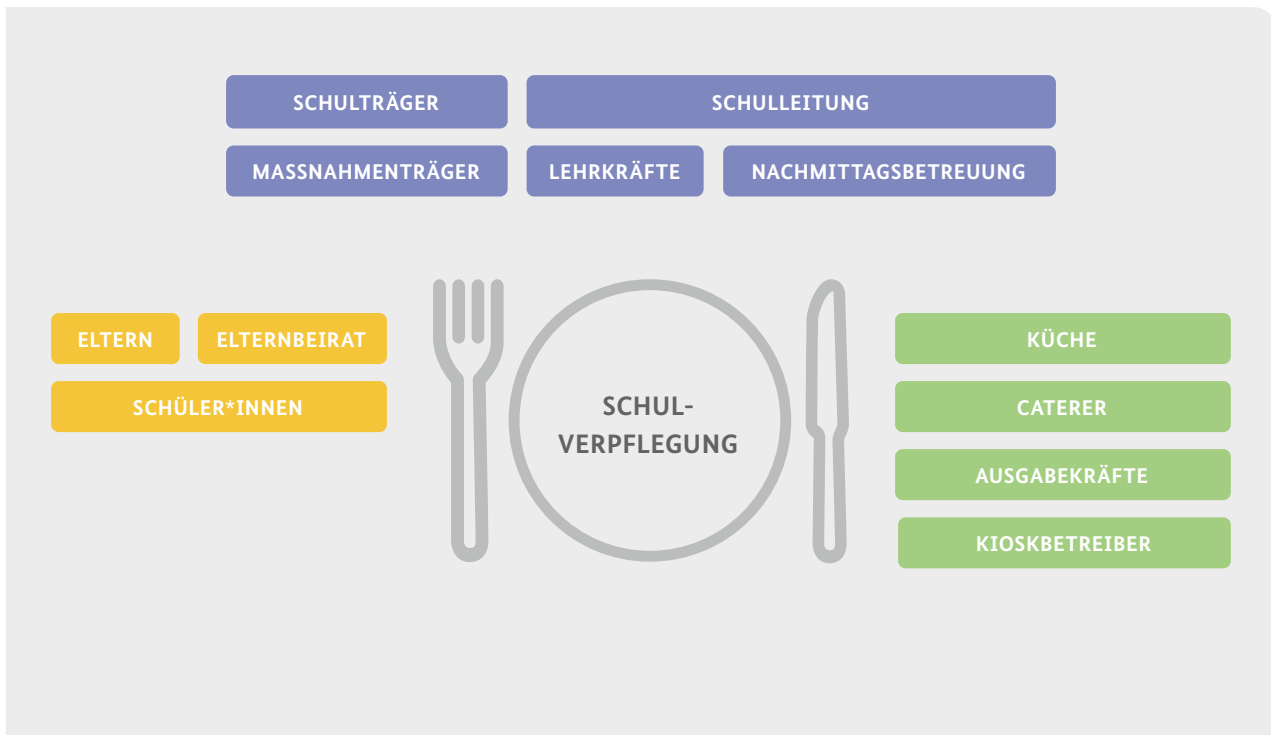 SCHULTRÄGER
SCHULLEITUNG
MASSNAHMENTRÄGER
LEHRKRÄFTE
NACHMITTAGSBETREUUNG
ELTERN
ELTERNBEIRAT
SCHÜLER*INNEN
SCHUL-
VERPFLEGUNG
KÜCHE
CATERER
AUSGABEKRÄFTE
KIOSKBETREIBER